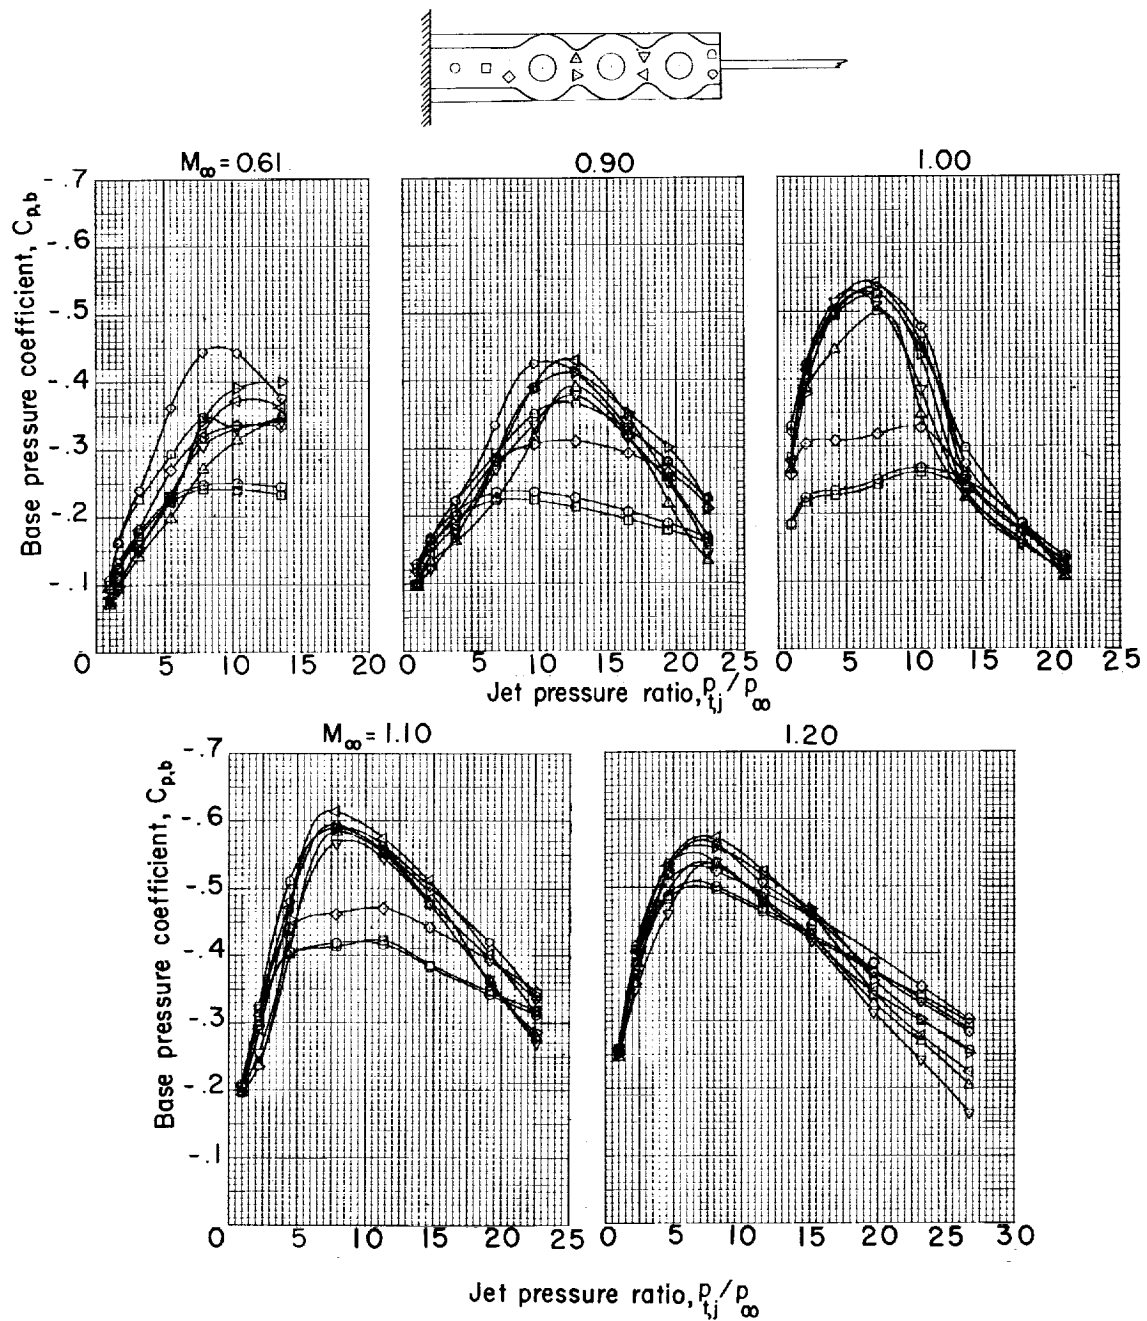 M∞ = 0.61
0.90
1.00
Base pressure coefficient, Cp,b
-.7
-.6
-.5
-.4
-.3
-.2
-.1
0 5 10 15 20
0 5 10 15 20 25
0 5 10 15 20 25
Jet pressure ratio, pt,j/p∞
M∞ = 1.10
1.20
Base pressure coefficient, Cp,b
-.7
-.6
-.5
-.4
-.3
-.2
-.1
0 5 10 15 20 25
0 5 10 15 20 25 30
Jet pressure ratio, pt,j/p∞